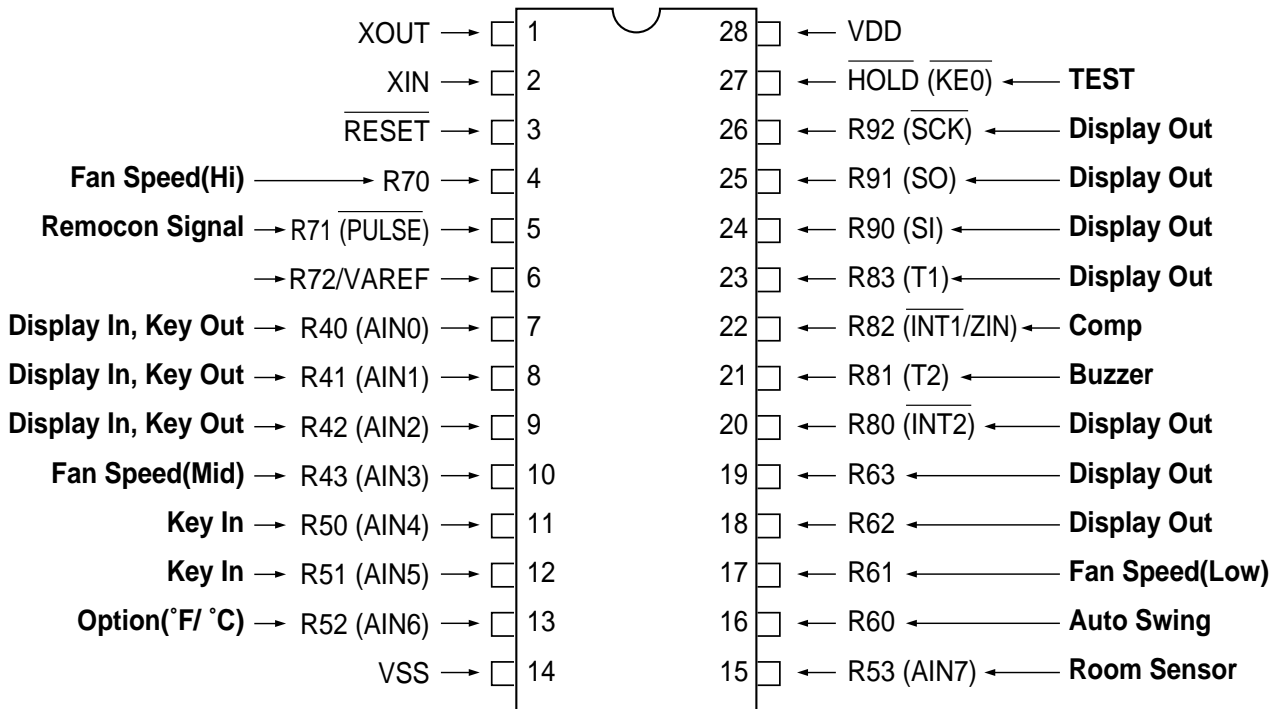 XOUT 1 28 VDD
XIN 2 27 HOLD (KE0) TEST
RESET 3 26 R92 (SCK) Display Out
Fan Speed(Hi) R70 4 25 R91 (SO) Display Out
Remocon Signal R71 (PULSE) 5 24 R90 (SI) Display Out
R72/VAREF 6 23 R83 (T1) Display Out
Display In, Key Out R40 (AIN0) 7 22 R82 (INT1/ZIN) Comp
Display In, Key Out R41 (AIN1) 8 21 R81 (T2) Buzzer
Display In, Key Out R42 (AIN2) 9 20 R80 (INT2) Display Out
Fan Speed(Mid) R43 (AIN3) 10 19 R63 Display Out
Key In R50 (AIN4) 11 18 R62 Display Out
Key In R51 (AIN5) 12 17 R61 Fan Speed(Low)
Option(˚F/ ˚C) R52 (AIN6) 13 16 R60 Auto Swing
VSS 14 15 R53 (AIN7) Room Sensor